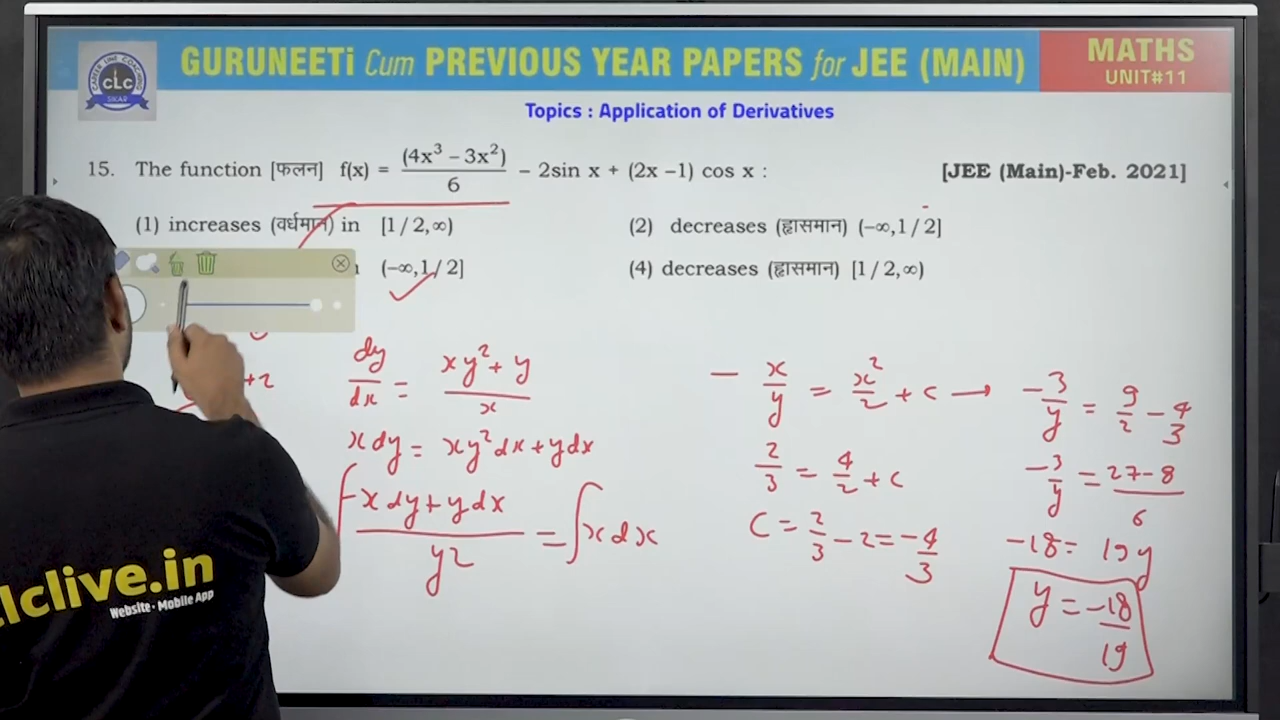 GURUNEETi Cum PREVIOUS YEAR PAPERS for JEE (MAIN)
MATHS
UNIT#11
CLC
SIKAR
Topics : Application of Derivatives
15. The function [फलन] f(x) = (4x³ – 3x²)/6 – 2sin x + (2x –1) cos x :
[JEE (Main)-Feb. 2021]
(1) increases (वर्धमान) in [1/2,∞)
(2) decreases (ह्रासमान) (–∞,1/2]
(–∞,1/2]
(4) decreases (ह्रासमान) [1/2,∞)
+2
dy/dx = (xy² + y)/x
x dy = xy² dx + y dx
∫ (–x dy + y dx)/y² = ∫ x dx
– x/y = x²/2 + c →
2/3 = 4/2 + c
C = 2/3 – 2 = –4/3
–3/y = 9/2 – 4/3
–3/y = (27 – 8)/6
–18 = 19y
y = –18/19
clclive.in
Website • Mobile App